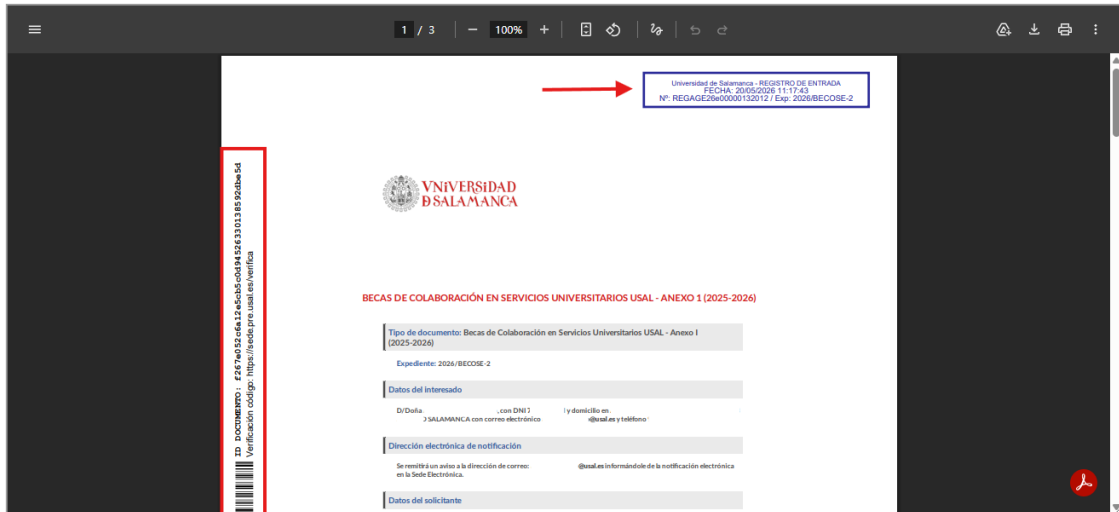 1 / 3
100%
Universidad de Salamanca - REGISTRO DE ENTRADA
FECHA: 20/05/2026 11:17:43
Nº: REGAGE26e00000132012 / Exp: 2026/BECOSE-2
ID DOCUMENTO: f267e052c6a12e5cb5c0d94526330138592dbe5d
Verificación código: https://sede.pre.usal.es/verifica
VNiVERSiDAD
D SALAMANCA
BECAS DE COLABORACIÓN EN SERVICIOS UNIVERSITARIOS USAL - ANEXO 1 (2025-2026)
Tipo de documento: Becas de Colaboración en Servicios Universitarios USAL - Anexo I
(2025-2026)
Expediente: 2026/BECOSE-2
Datos del interesado
D/Doña , con DNI 7 y domicilio en
SALAMANCA con correo electrónico @usal.es y teléfono
Dirección electrónica de notificación
Se remitirá un aviso a la dirección de correo: @usal.es informándole de la notificación electrónica
en la Sede Electrónica.
Datos del solicitante